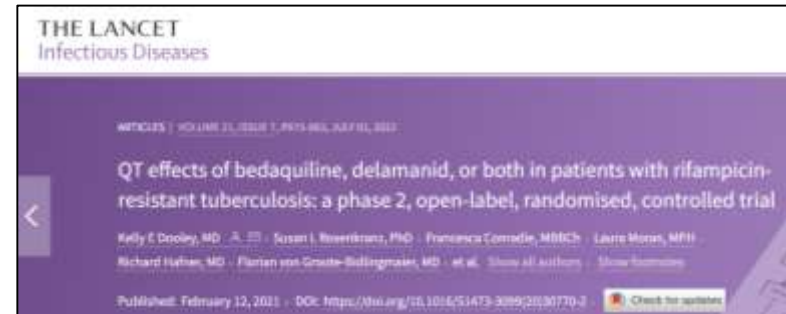 THE LANCET
Infectious Diseases
ARTICLES | VOLUME 21, ISSUE 7, P975-983, JULY 01, 2021
QT effects of bedaquiline, delamanid, or both in patients with rifampicin-
resistant tuberculosis: a phase 2, open-label, randomised, controlled trial
Kelly E Dooley, MD · Susan L Rosenkranz, PhD · Francesca Conradie, MBBCh · Laura Moran, MPH ·
Richard Hafner, MD · Florian von Groote-Bidlingmaier, MD · et al. Show all authors · Show footnotes
Published: February 12, 2021 · DOI: https://doi.org/10.1016/S1473-3099(20)30770-2 · Check for updates